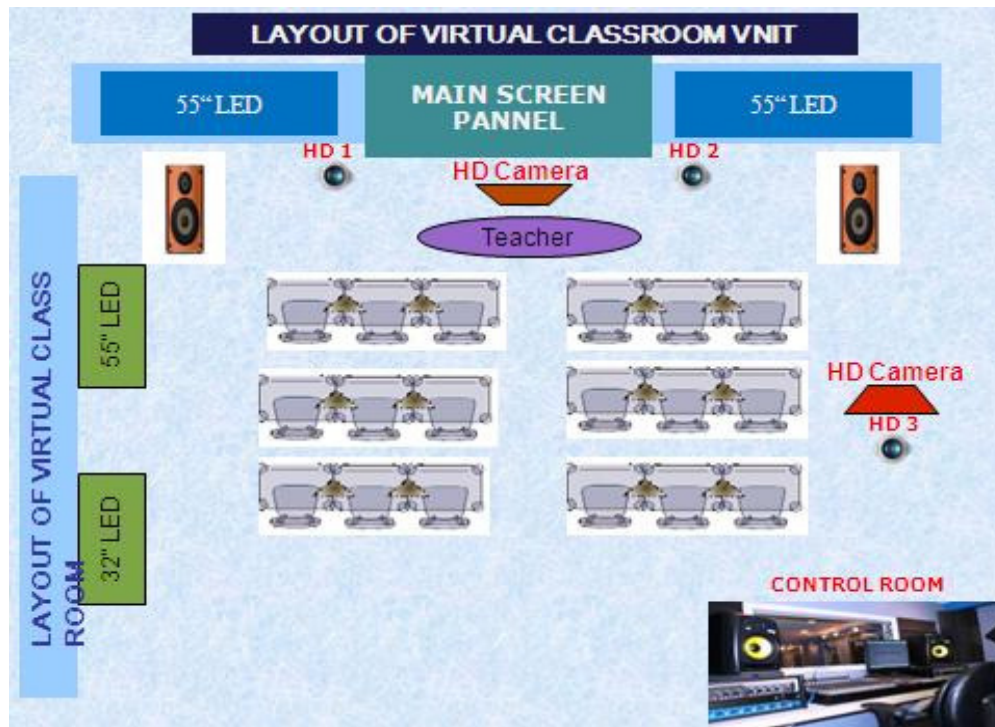 LAYOUT OF VIRTUAL CLASSROOM VNIT
55“LED
MAIN SCREEN
PANNEL
55“LED
HD 1
HD Camera
HD 2
Teacher
LAYOUT OF VIRTUAL CLASS
ROOM
55" LED
HD Camera
HD 3
32" LED
CONTROL ROOM